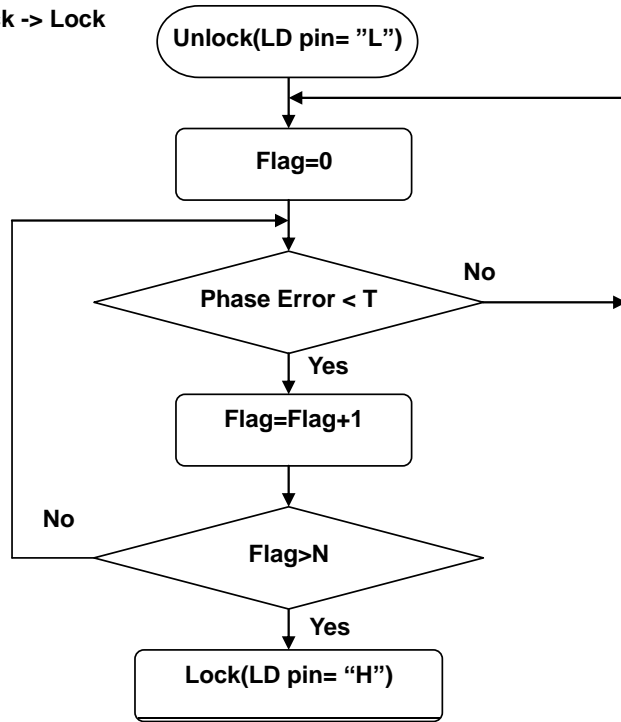 k -> Lock
Unlock(LD pin= ”L”)
Flag=0
Phase Error < T
No
Yes
Flag=Flag+1
No
Flag>N
Yes
Lock(LD pin= “H”)